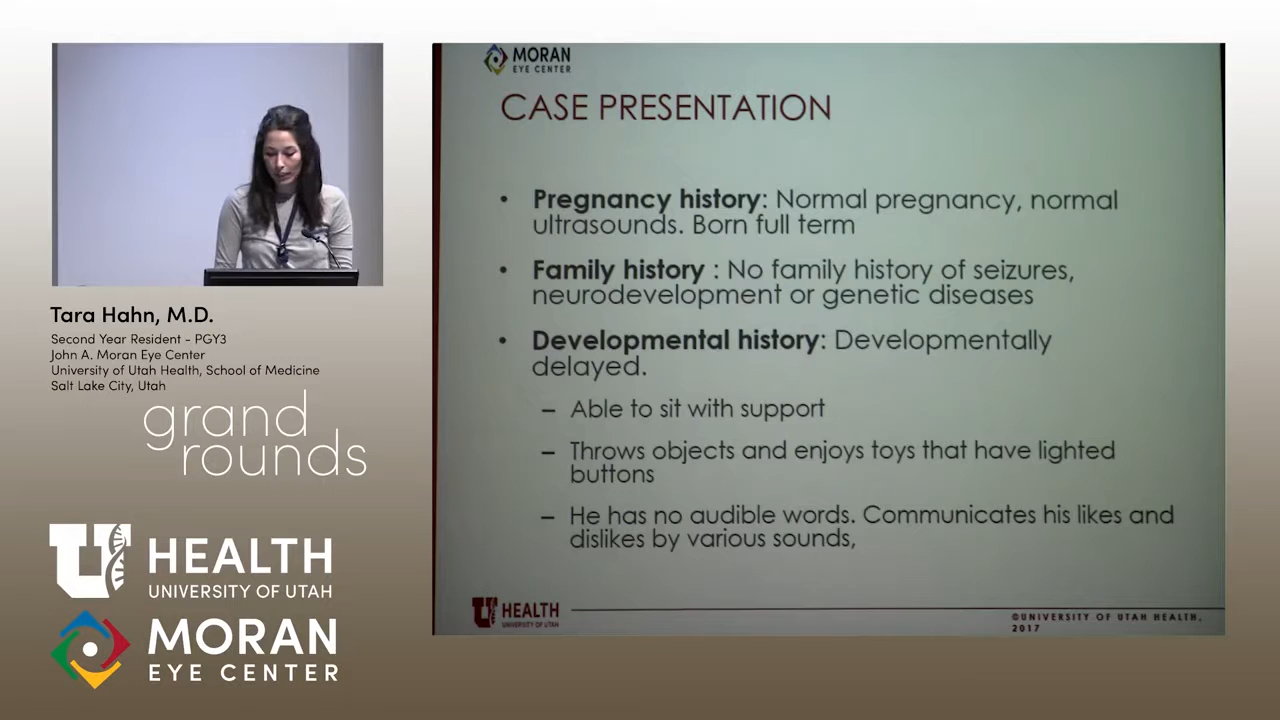 Tara Hahn, M.D.
Second Year Resident - PGY3
John A. Moran Eye Center
University of Utah Health, School of Medicine
Salt Lake City, Utah
grand
rounds
U
HEALTH
UNIVERSITY OF UTAH
MORAN
EYE CENTER
MORAN
EYE CENTER
CASE PRESENTATION
• Pregnancy history: Normal pregnancy, normal
ultrasounds. Born full term
• Family history : No family history of seizures,
neurodevelopment or genetic diseases
• Developmental history: Developmentally
delayed.
– Able to sit with support
– Throws objects and enjoys toys that have lighted
buttons
– He has no audible words. Communicates his likes and
dislikes by various sounds,
U
HEALTH
UNIVERSITY OF UTAH
©UNIVERSITY OF UTAH HEALTH,
2017